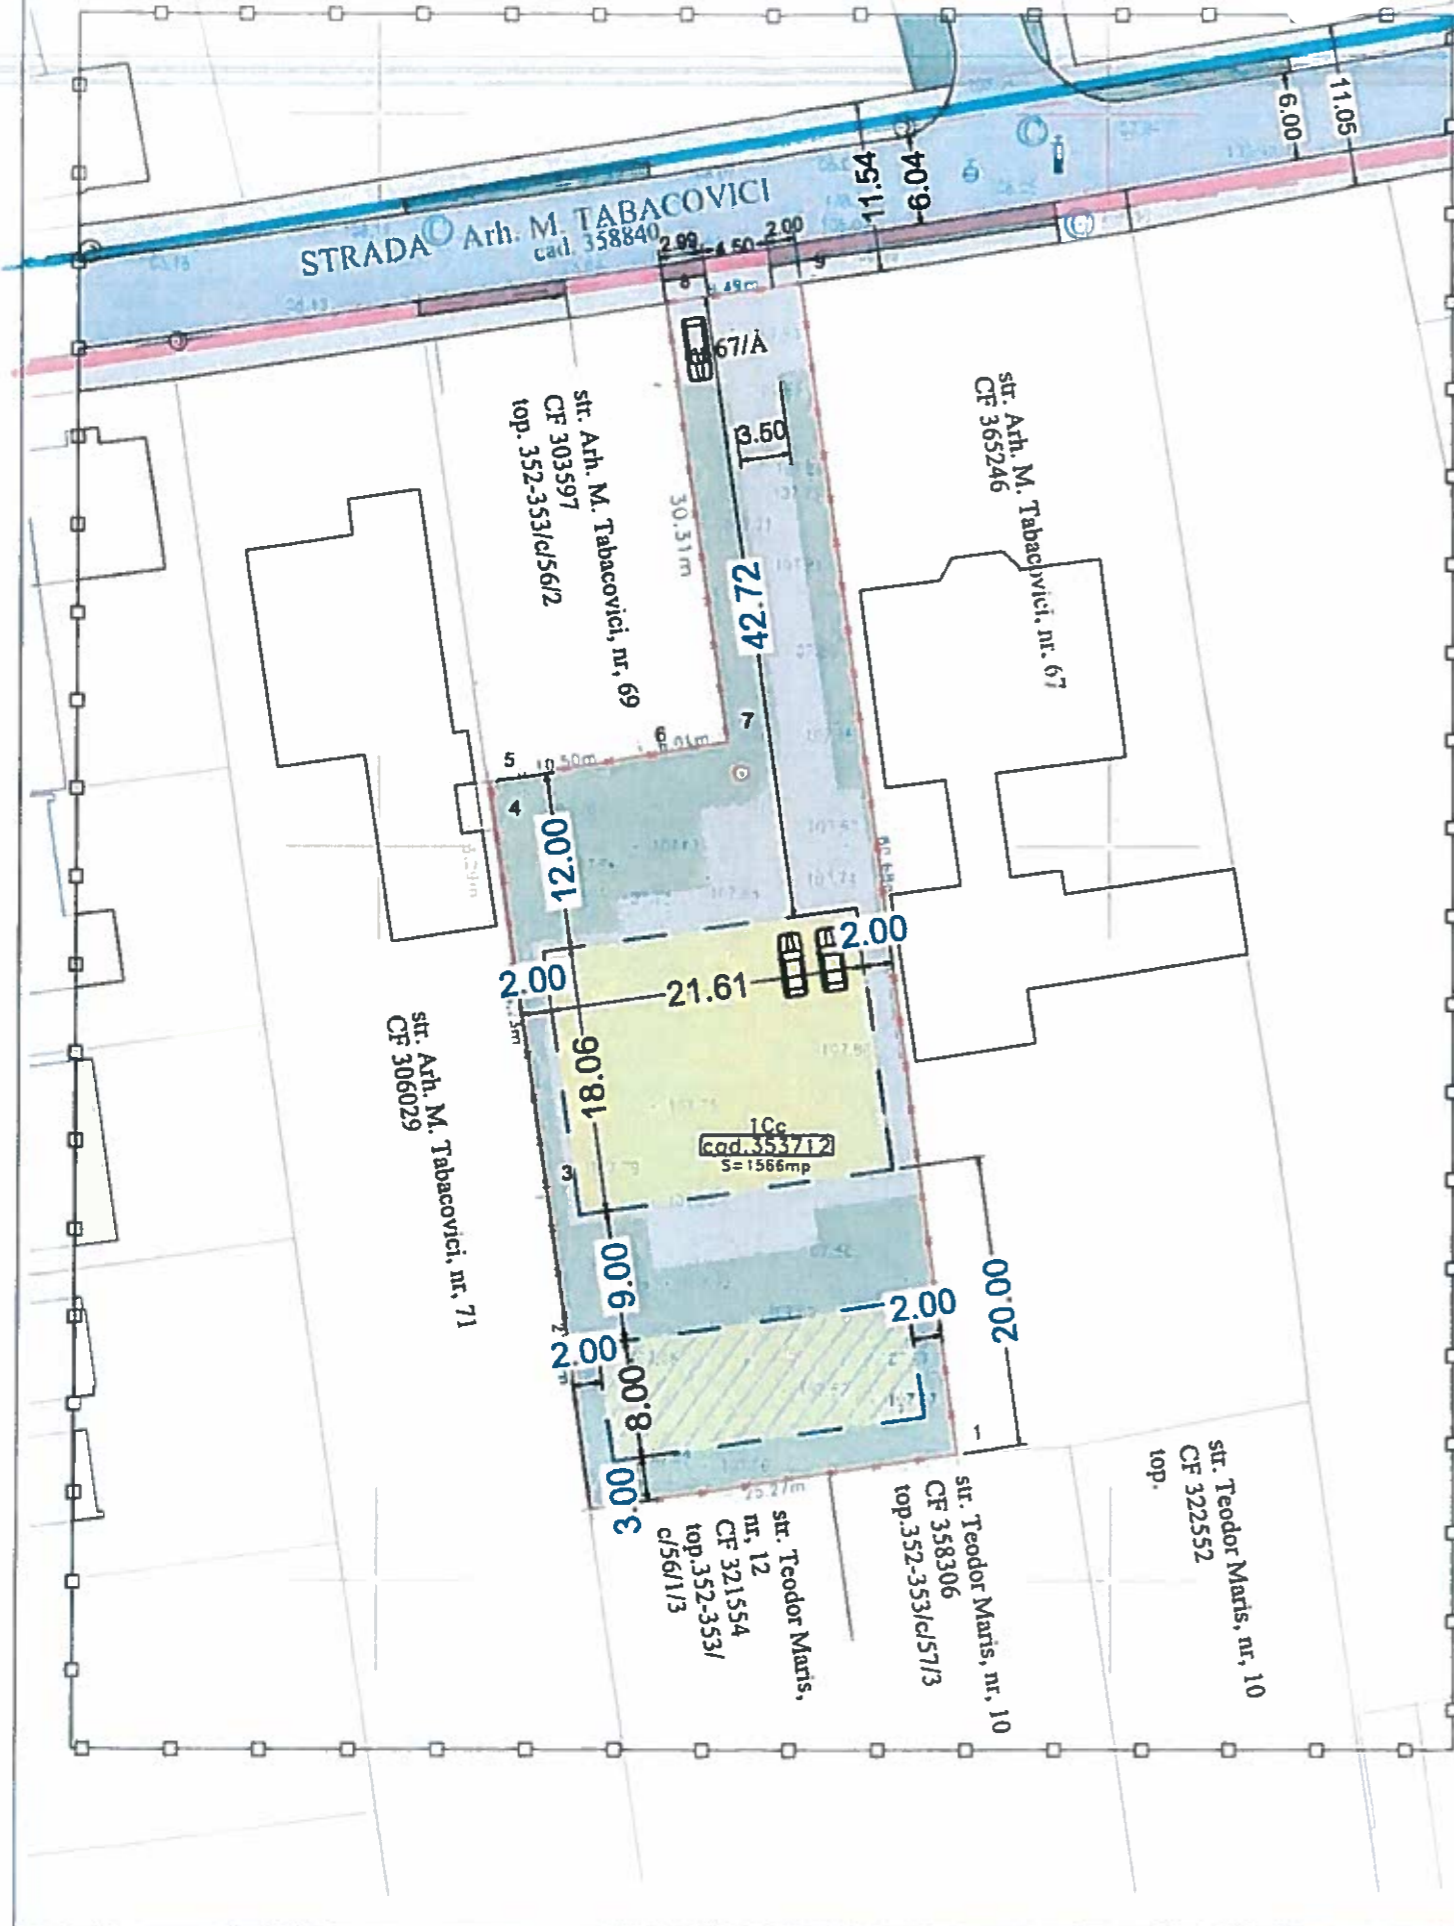 11.05
6.00
11.54
6.04
STRADA Arh. M. TABACOVICI
cad. 358840
2.00
4.50
2.00
8
9
67/A
3.50
str. Arh. M. Tabacovici, nr, 69
CF 303597
top. 352-353/c/56/2
str. Arh. M. Tabacovici, nr. 67
CF 365246
30.31m
42.72
7
6
5
10.50m
4
12.00
2.00
2.00
21.61
18.06
str. Arh. M. Tabacovici, nr, 71
CF 306029
1Cc
cad.353712
S=1566mp
3
9.00
20.00
2.00
2
2.00
8.00
1
3.00
25.27m
str. Teodor Maris,
nr, 12
CF 321554
top.352-353/
c/56/1/3
str. Teodor Maris, nr, 10
CF 358306
top.352-353/c/57/3
str. Teodor Maris, nr, 10
CF 322552
top.